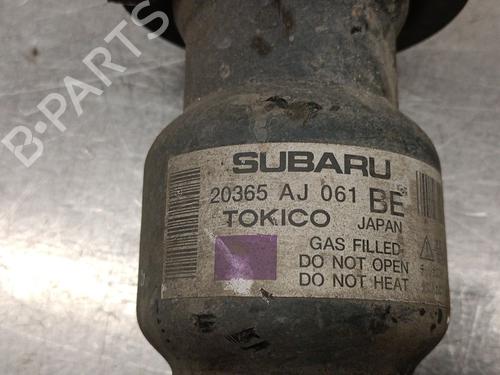 B-PARTS
SUBARU
20365 AJ 061 BE
TOKICO JAPAN
GAS FILLED
DO NOT OPEN
DO NOT HEAT